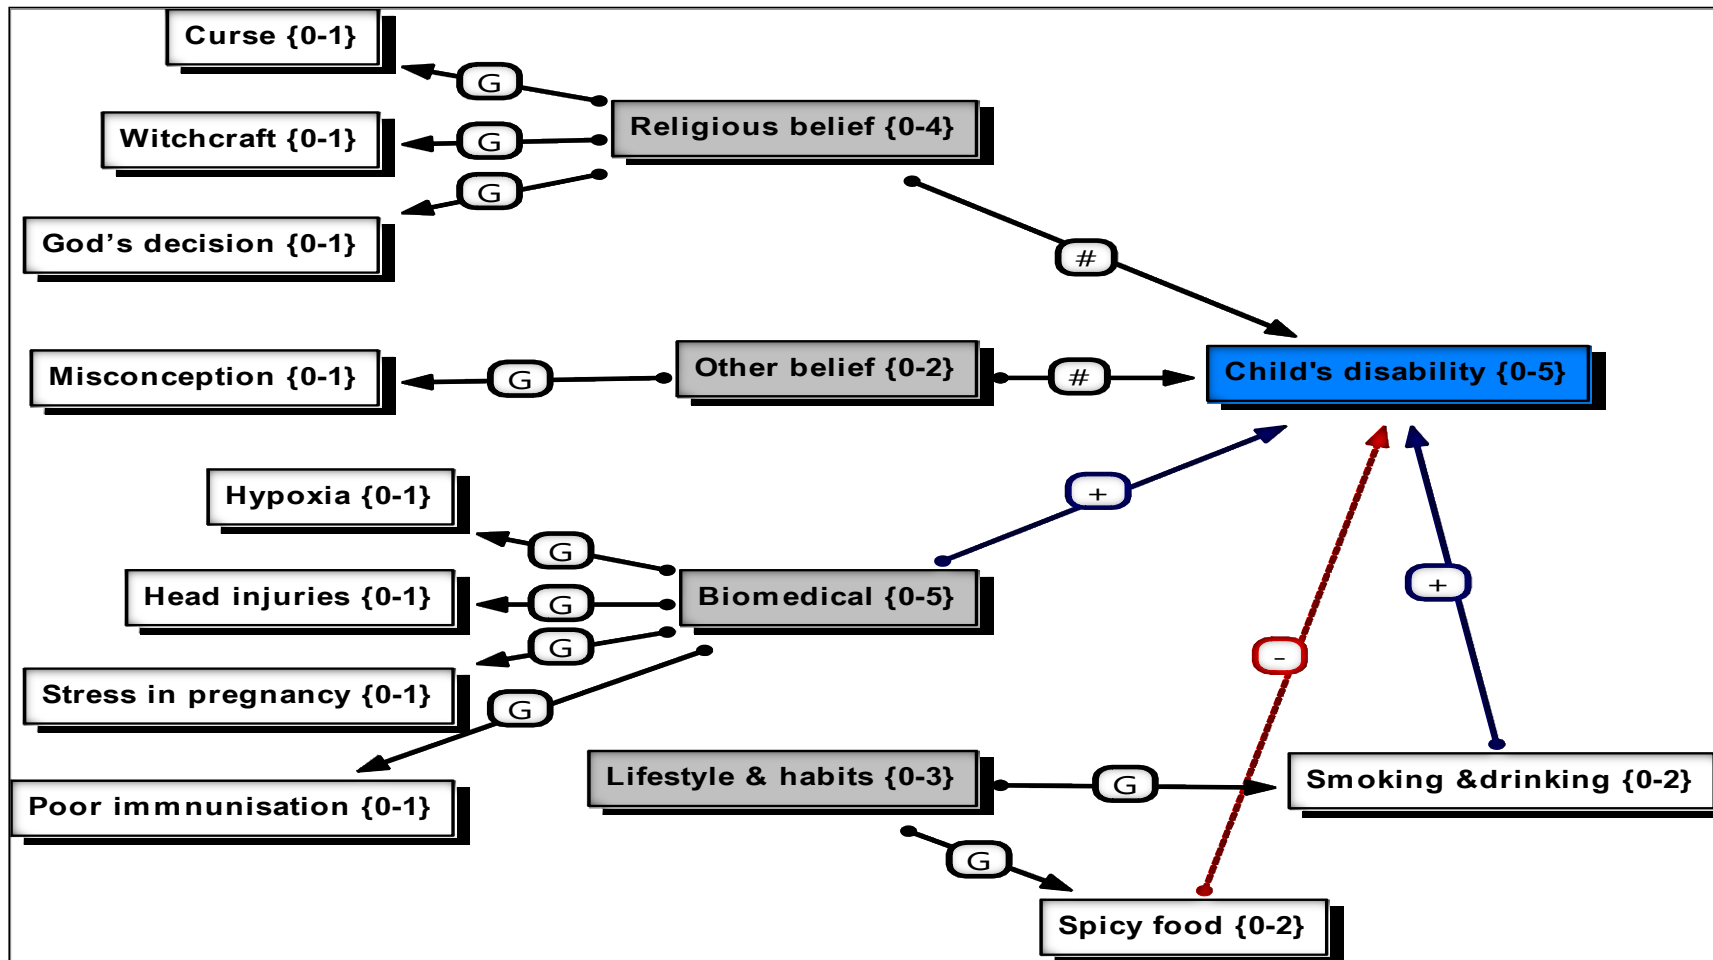 Curse {0-1}
G
Religious belief {0-4}
Witchcraft {0-1}
G
G
God’s decision {0-1}
#
Misconception {0-1}
G
Other belief {0-2}
#
Child's disability {0-5}
Hypoxia {0-1}
+
G
Head injuries {0-1}
G
Biomedical {0-5}
+
G
Stress in pregnancy {0-1}
-
G
Poor immnunisation {0-1}
Lifestyle & habits {0-3}
G
Smoking &drinking {0-2}
G
Spicy food {0-2}